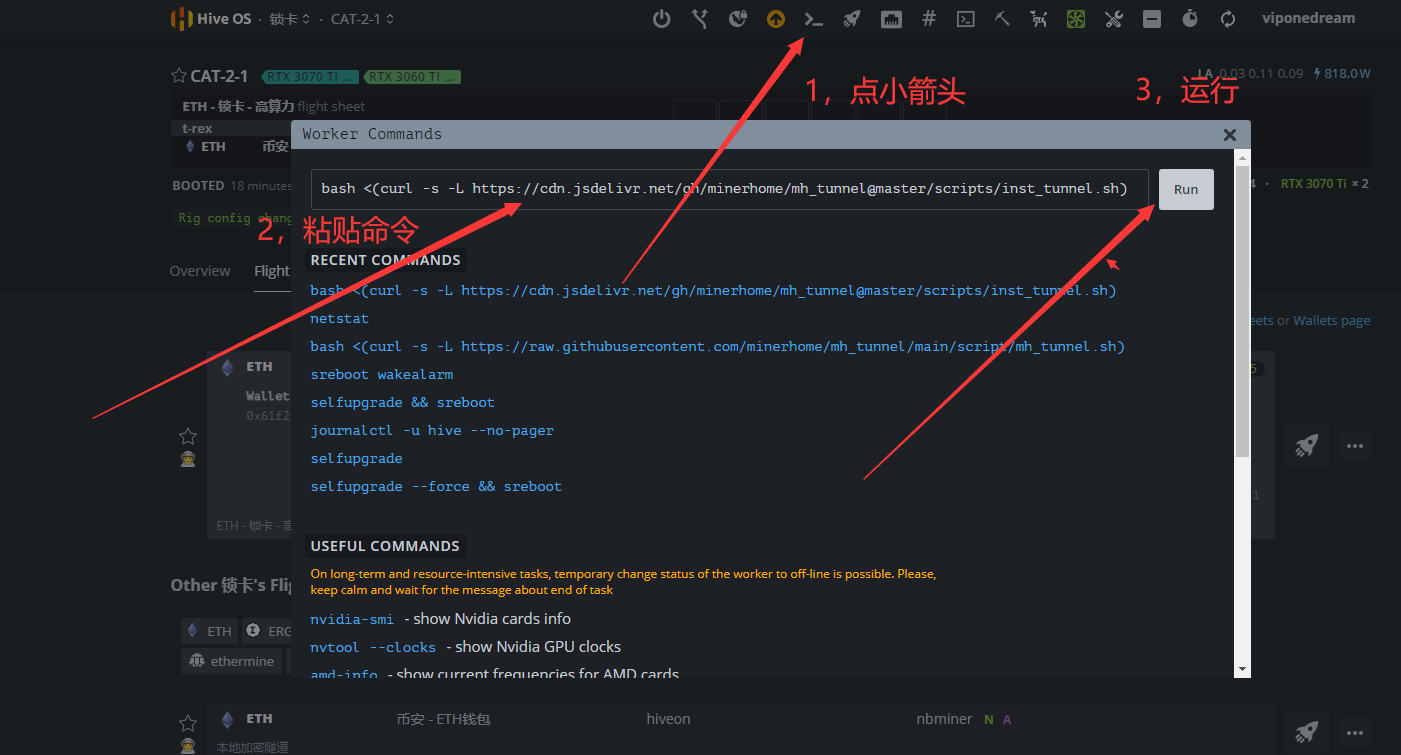 Hive OS · 锁卡 · CAT-2-1
viponedream
CAT-2-1 RTX 3070 TI ... RTX 3060 TI ...
LA 0.03 0.11 0.09 818.0 W
1，点小箭头
3，运行
ETH - 锁卡 - 高算力 flight sheet
t-rex
ETH 币安
Worker Commands
BOOTED 18 minutes
4 · RTX 3070 Ti × 2
bash <(curl -s -L https://cdn.jsdelivr.net/gh/minerhome/mh_tunnel@master/scripts/inst_tunnel.sh)
Run
Rig config chang
2，粘贴命令
RECENT COMMANDS
Overview Flight
bash <(curl -s -L https://cdn.jsdelivr.net/gh/minerhome/mh_tunnel@master/scripts/inst_tunnel.sh)
netstat
eets or Wallets page
bash <(curl -s -L https://raw.githubusercontent.com/minerhome/mh_tunnel/main/script/mh_tunnel.sh)
ETH
sreboot wakealarm
Wallet
selfupgrade && sreboot
journalctl -u hive --no-pager
selfupgrade
selfupgrade --force && sreboot
ETH - 锁卡 - 高
USEFUL COMMANDS
On long-term and resource-intensive tasks, temporary change status of the worker to off-line is possible. Please,
keep calm and wait for the message about end of task
Other 锁卡's Flig
nvidia-smi - show Nvidia cards info
ETH ERG
nvtool --clocks - show Nvidia GPU clocks
ethermine
amd-info - show current frequencies for AMD cards
ETH 币安 - ETH钱包 hiveon nbminer N A
本地加密隧道